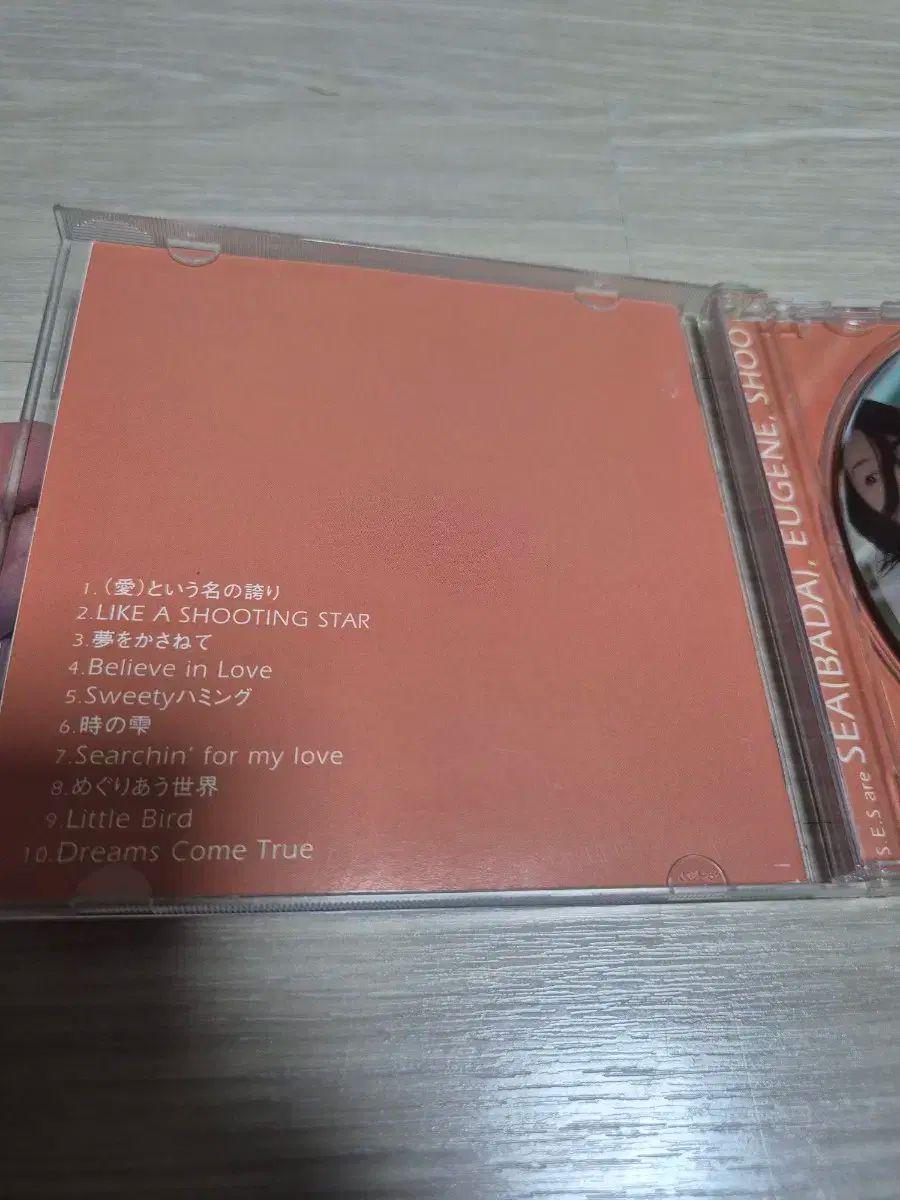 1.(愛)という名の誇り
2.LIKE A SHOOTING STAR
3.夢をかさねて
4.Believe in Love
5.Sweetyハミング
6.時の雫
7.Searchin' for my love
8.めぐりあう世界
9.Little Bird
10.Dreams Come True
S.E.S are SEA(BADA), EUGENE, SHOO